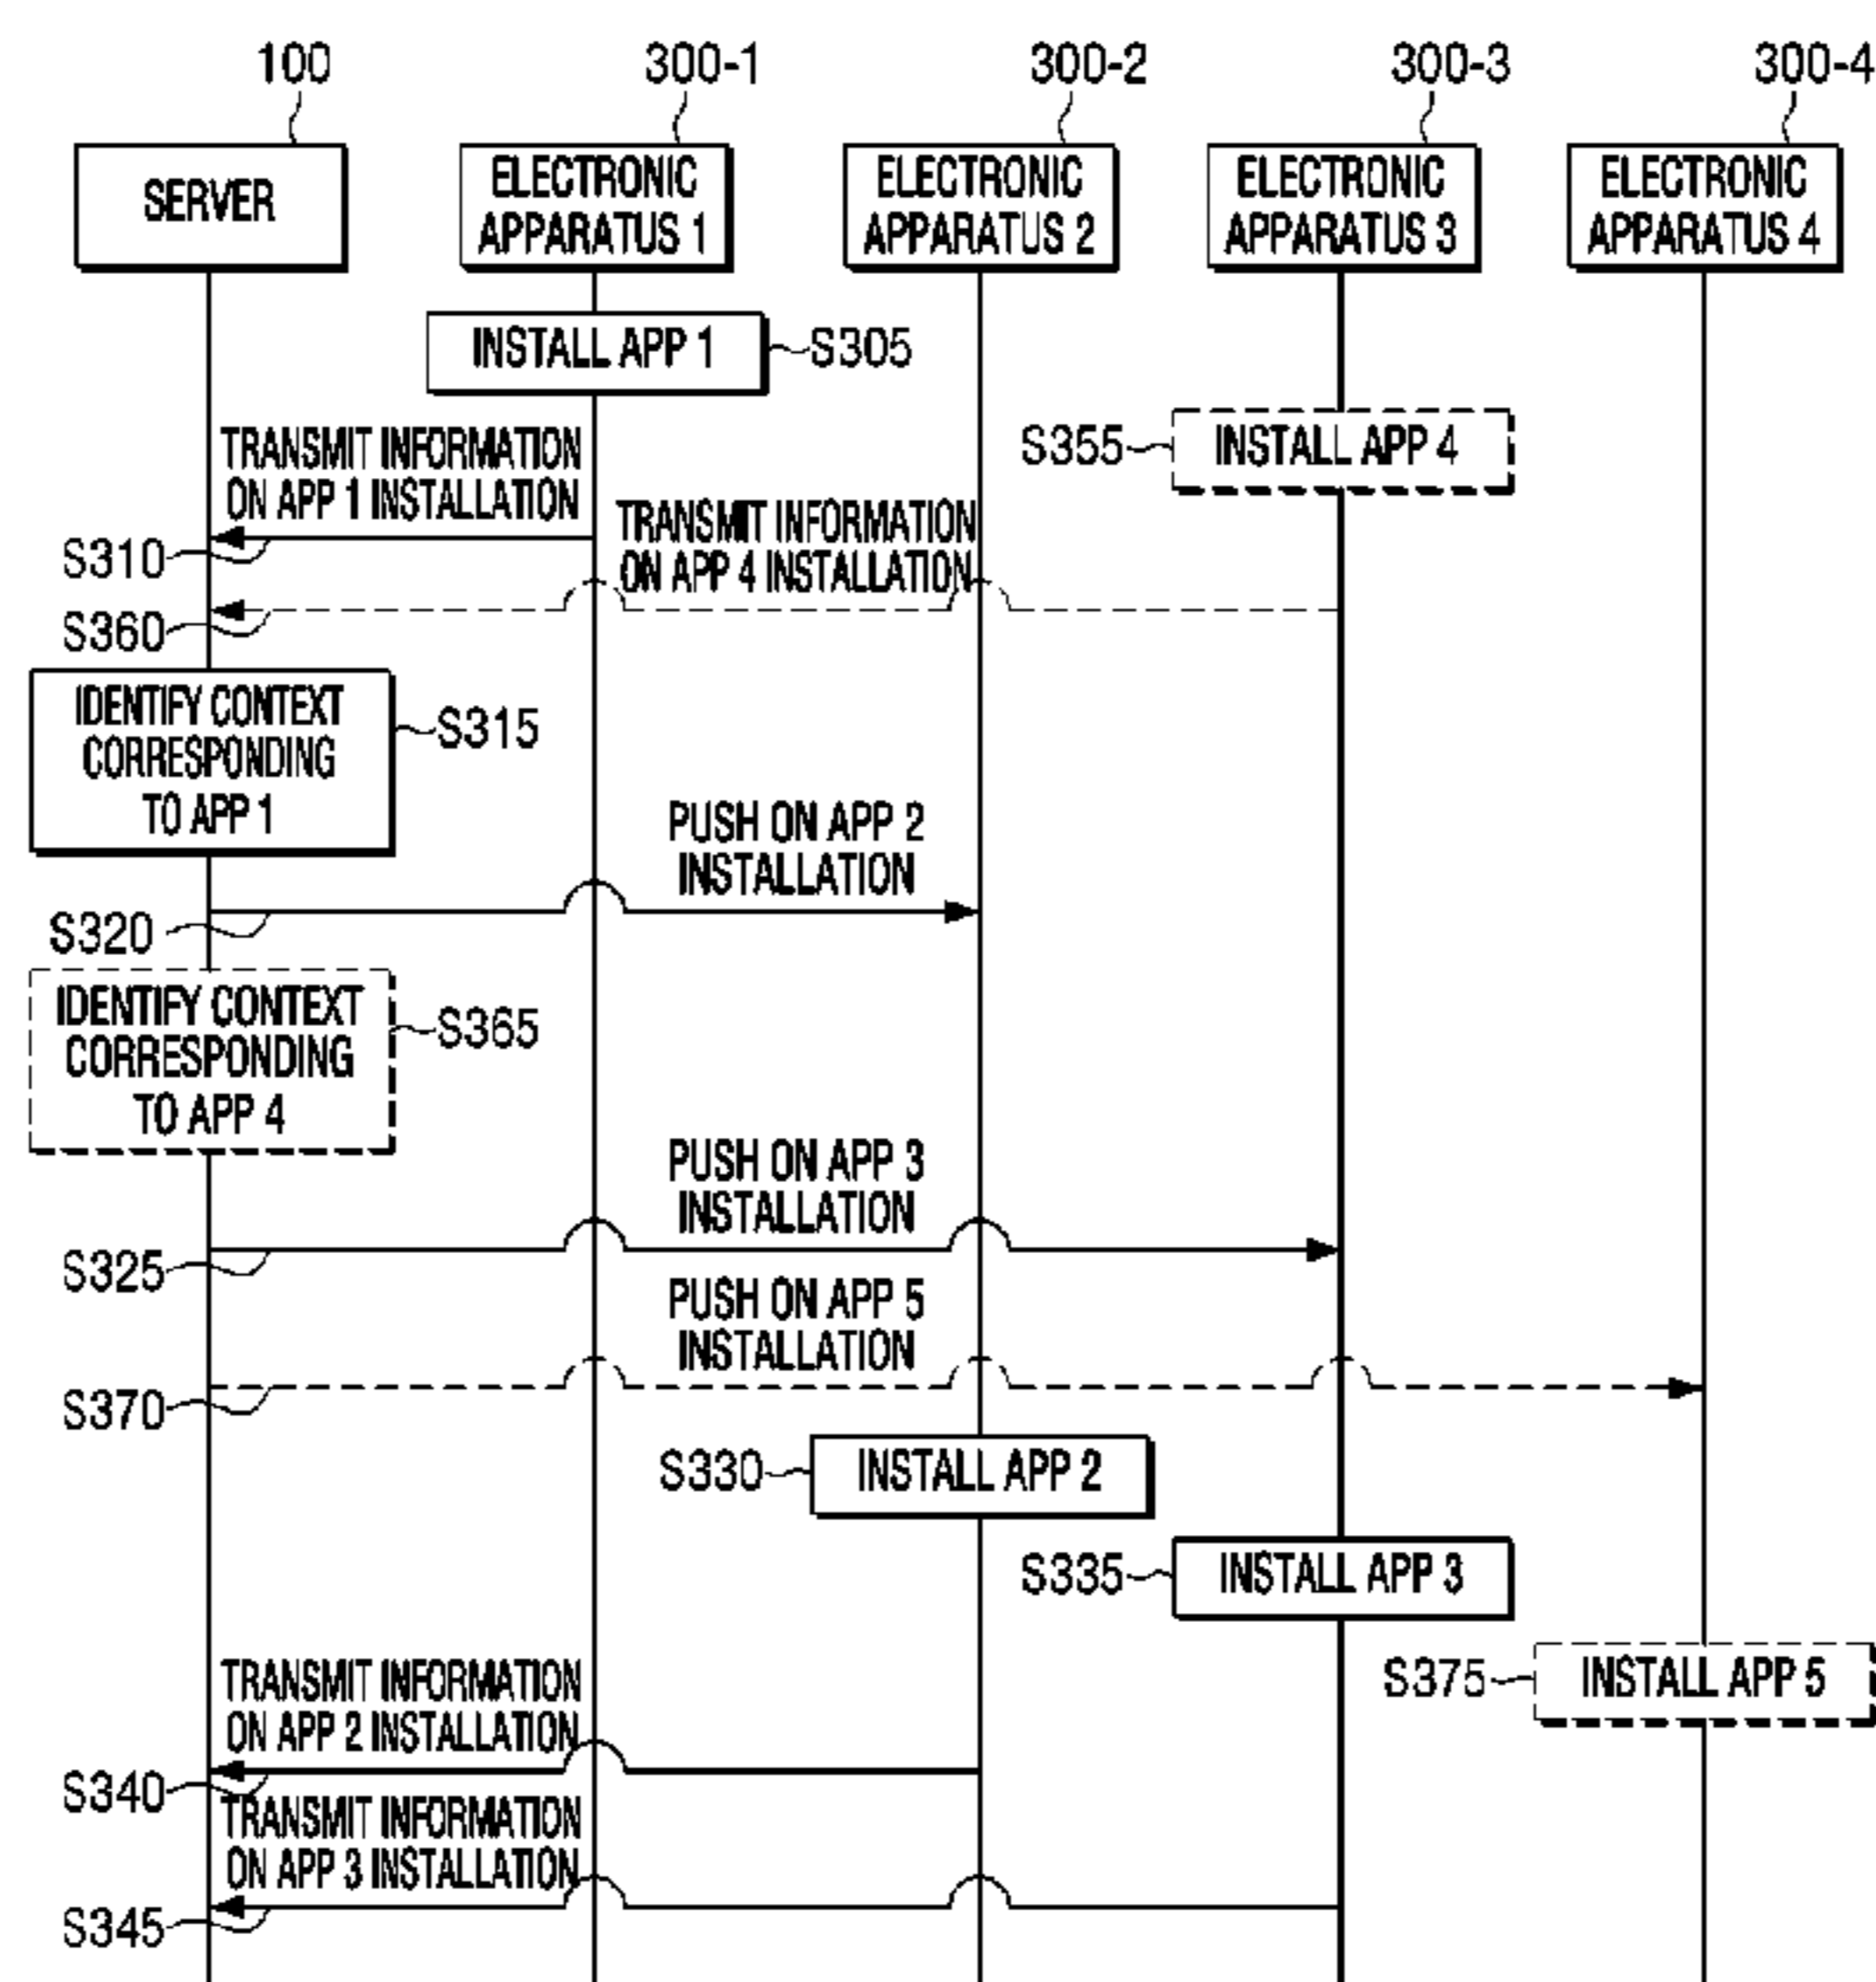 100
300-1
300-2
300-3
300-4
SERVER
ELECTRONIC
APPARATUS 1
ELECTRONIC
APPARATUS 2
ELECTRONIC
APPARATUS 3
ELECTRONIC
APPARATUS 4
INSTALL APP 1
S305
S355
INSTALL APP 4
TRANSMIT INFORMATION
ON APP 1 INSTALLATION
S310
TRANSMIT INFORMATION
ON APP 4 INSTALLATION
S360
IDENTIFY CONTEXT
CORRESPONDING
TO APP 1
S315
PUSH ON APP 2
INSTALLATION
S320
IDENTIFY CONTEXT
CORRESPONDING
TO APP 4
S365
PUSH ON APP 3
INSTALLATION
S325
PUSH ON APP 5
INSTALLATION
S370
S330
INSTALL APP 2
S335
INSTALL APP 3
S375
INSTALL APP 5
TRANSMIT INFORMATION
ON APP 2 INSTALLATION
S340
TRANSMIT INFORMATION
ON APP 3 INSTALLATION
S345